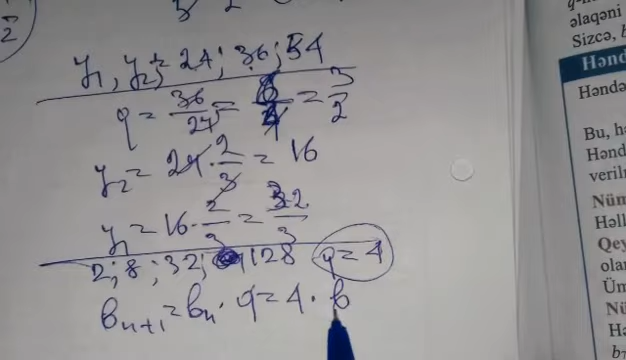 y₁, y₂; 24; 36; 54
q = 36/24 = 6/4 = 3/2
y₂ = 24 · 2/3 = 16
y₁ = 16 · 2/3 = 32/3
2; 8; 32; 128 q = 4
bₙ₊₁ = bₙ · q = 4 · b
əlaqəni
Sizcə, b
Hənd
Həndə
Bu, hə
Hənd
veril
Nüm
Həll
Qey
olar
Üm
Nü
Hə